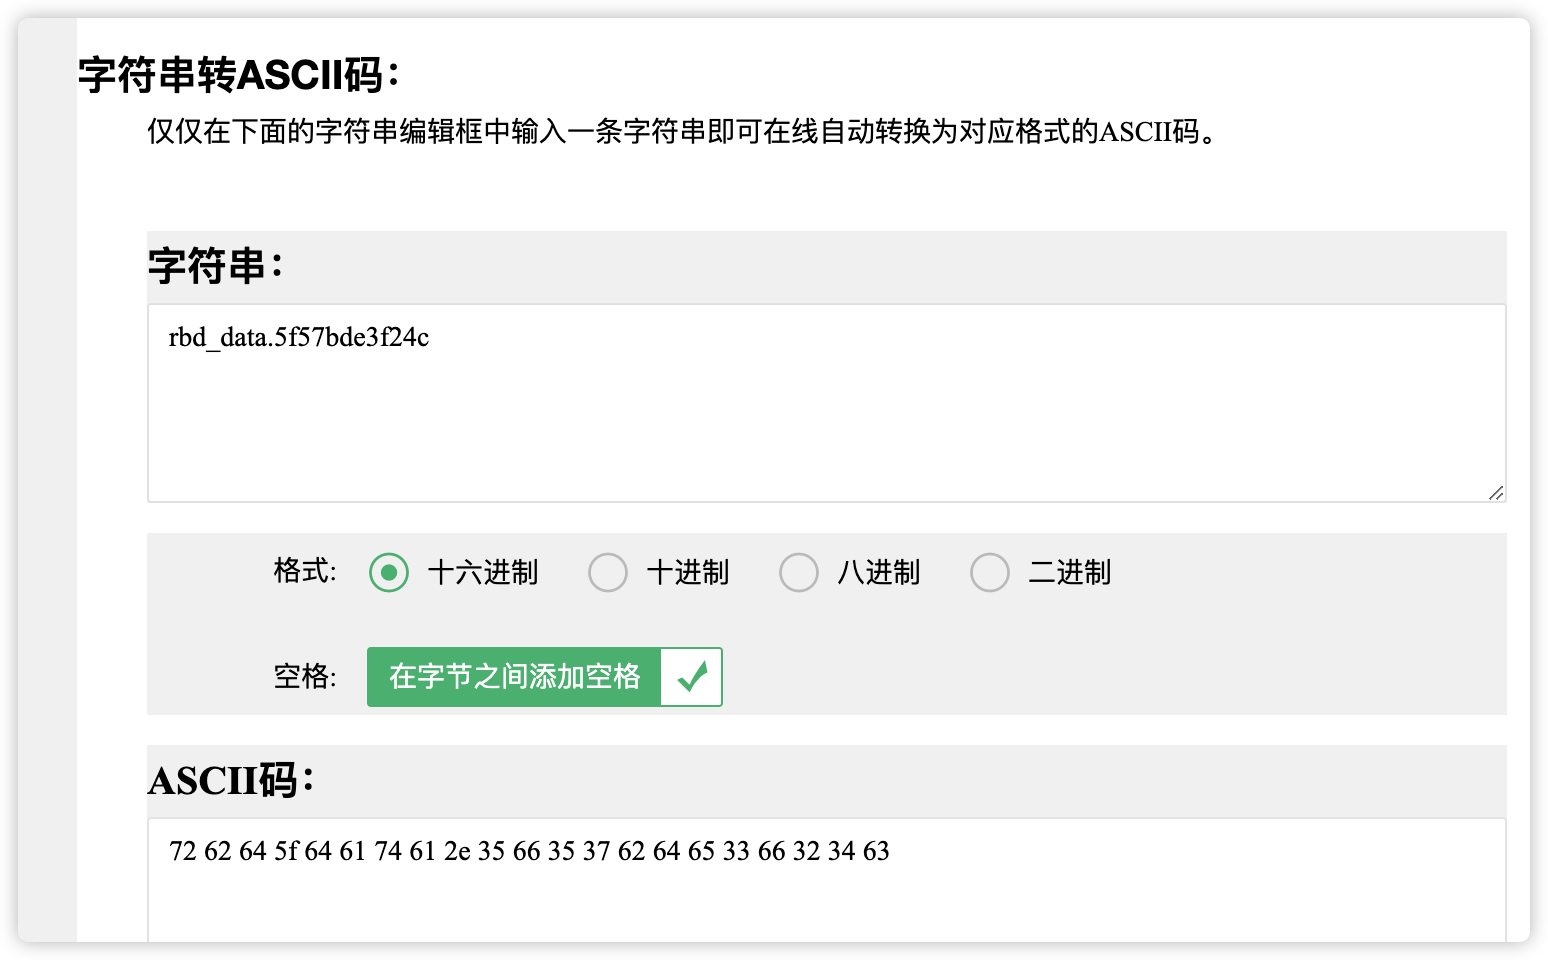 字符串转ASCII码：
仅仅在下面的字符串编辑框中输入一条字符串即可在线自动转换为对应格式的ASCII码。
字符串：
rbd_data.5f57bde3f24c
格式: 十六进制 十进制 八进制 二进制
空格: 在字节之间添加空格
ASCII码：
72 62 64 5f 64 61 74 61 2e 35 66 35 37 62 64 65 33 66 32 34 63